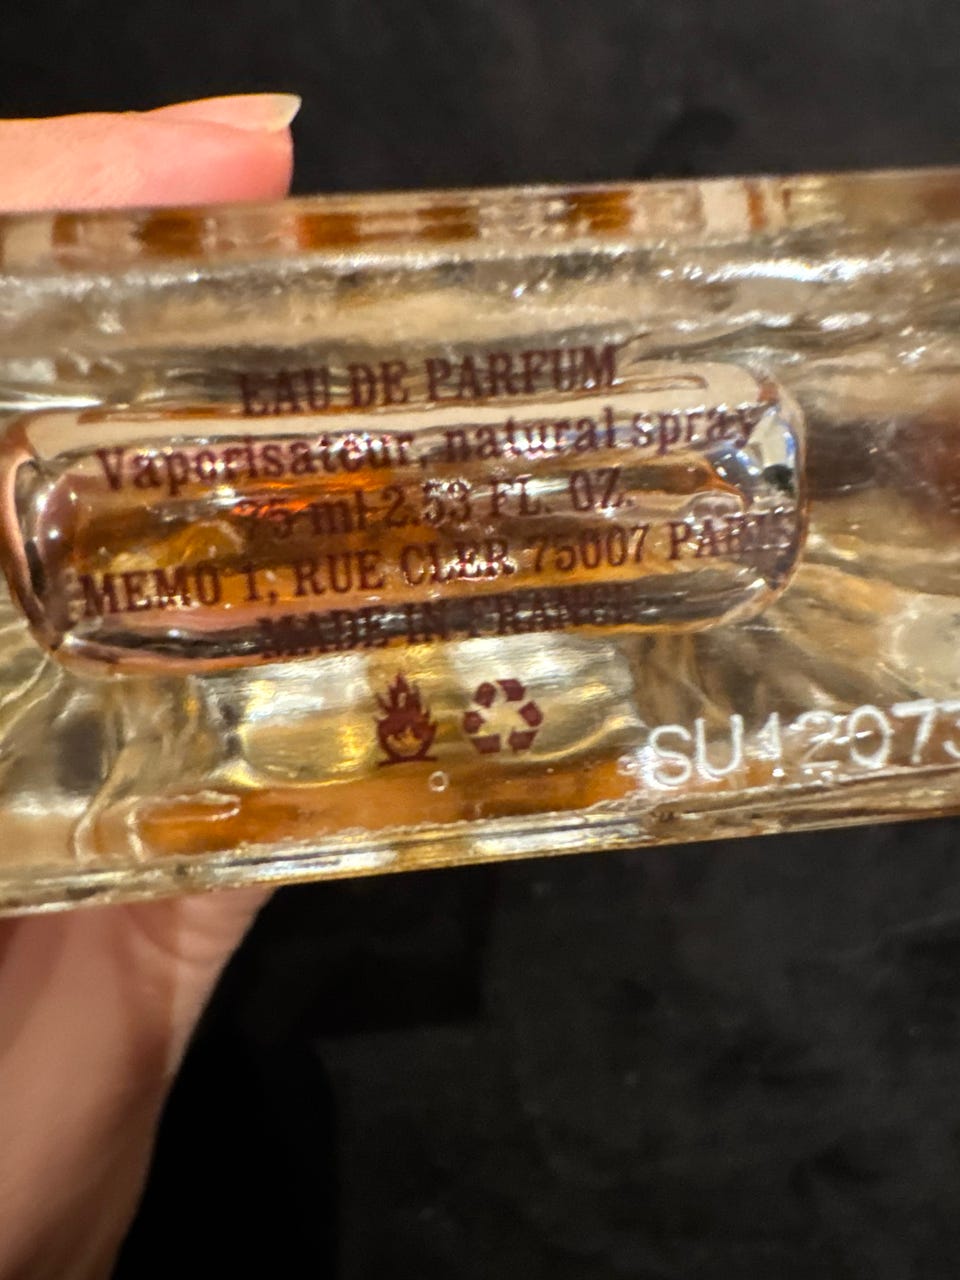 EAU DE PARFUM
Vaporisateur, natural spray
75 ml 2.53 FL. OZ.
MEMO 1, RUE CLER 75007 PARIS
MADE IN FRANCE
SU12073